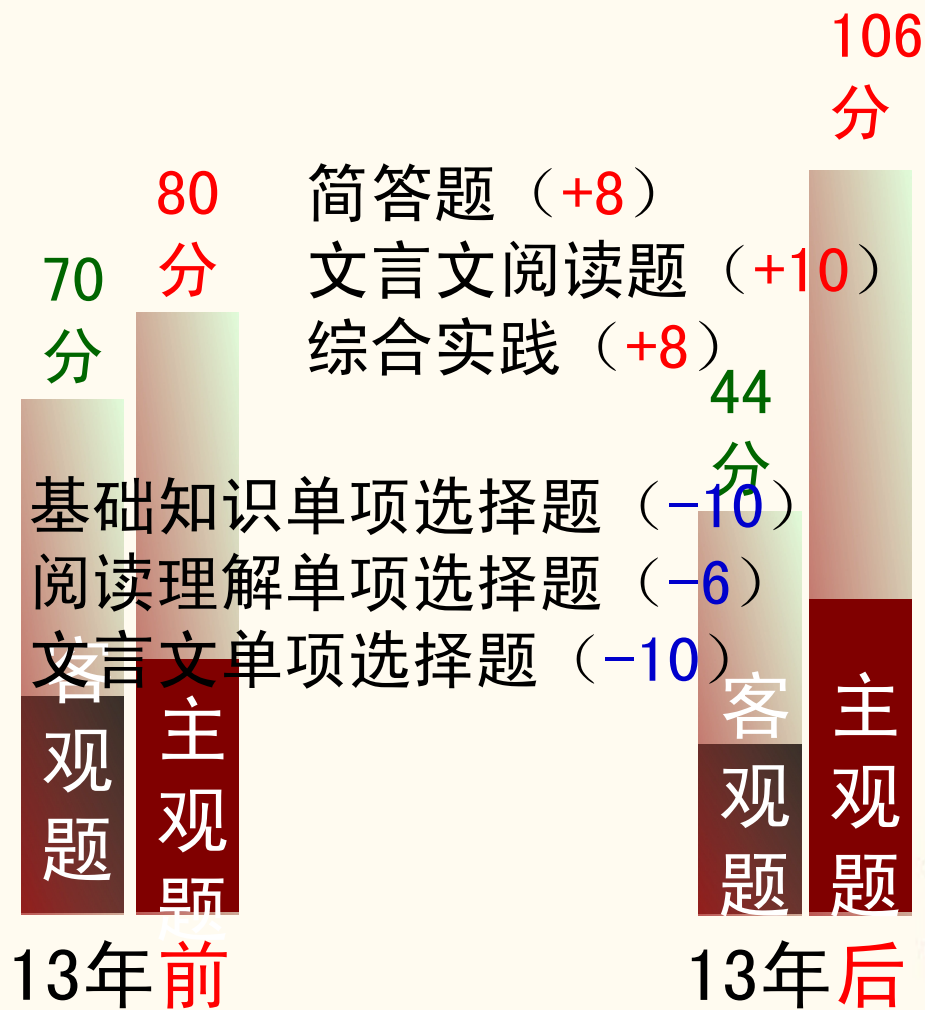 106
分
80
分
简答题（+8）
文言文阅读题（+10）
综合实践（+8）
70
分
44
分
基础知识单项选择题（-10）
阅读理解单项选择题（-6）
文言文单项选择题（-10）
客观题
主观题
客观题
主观题
13年前
13年后